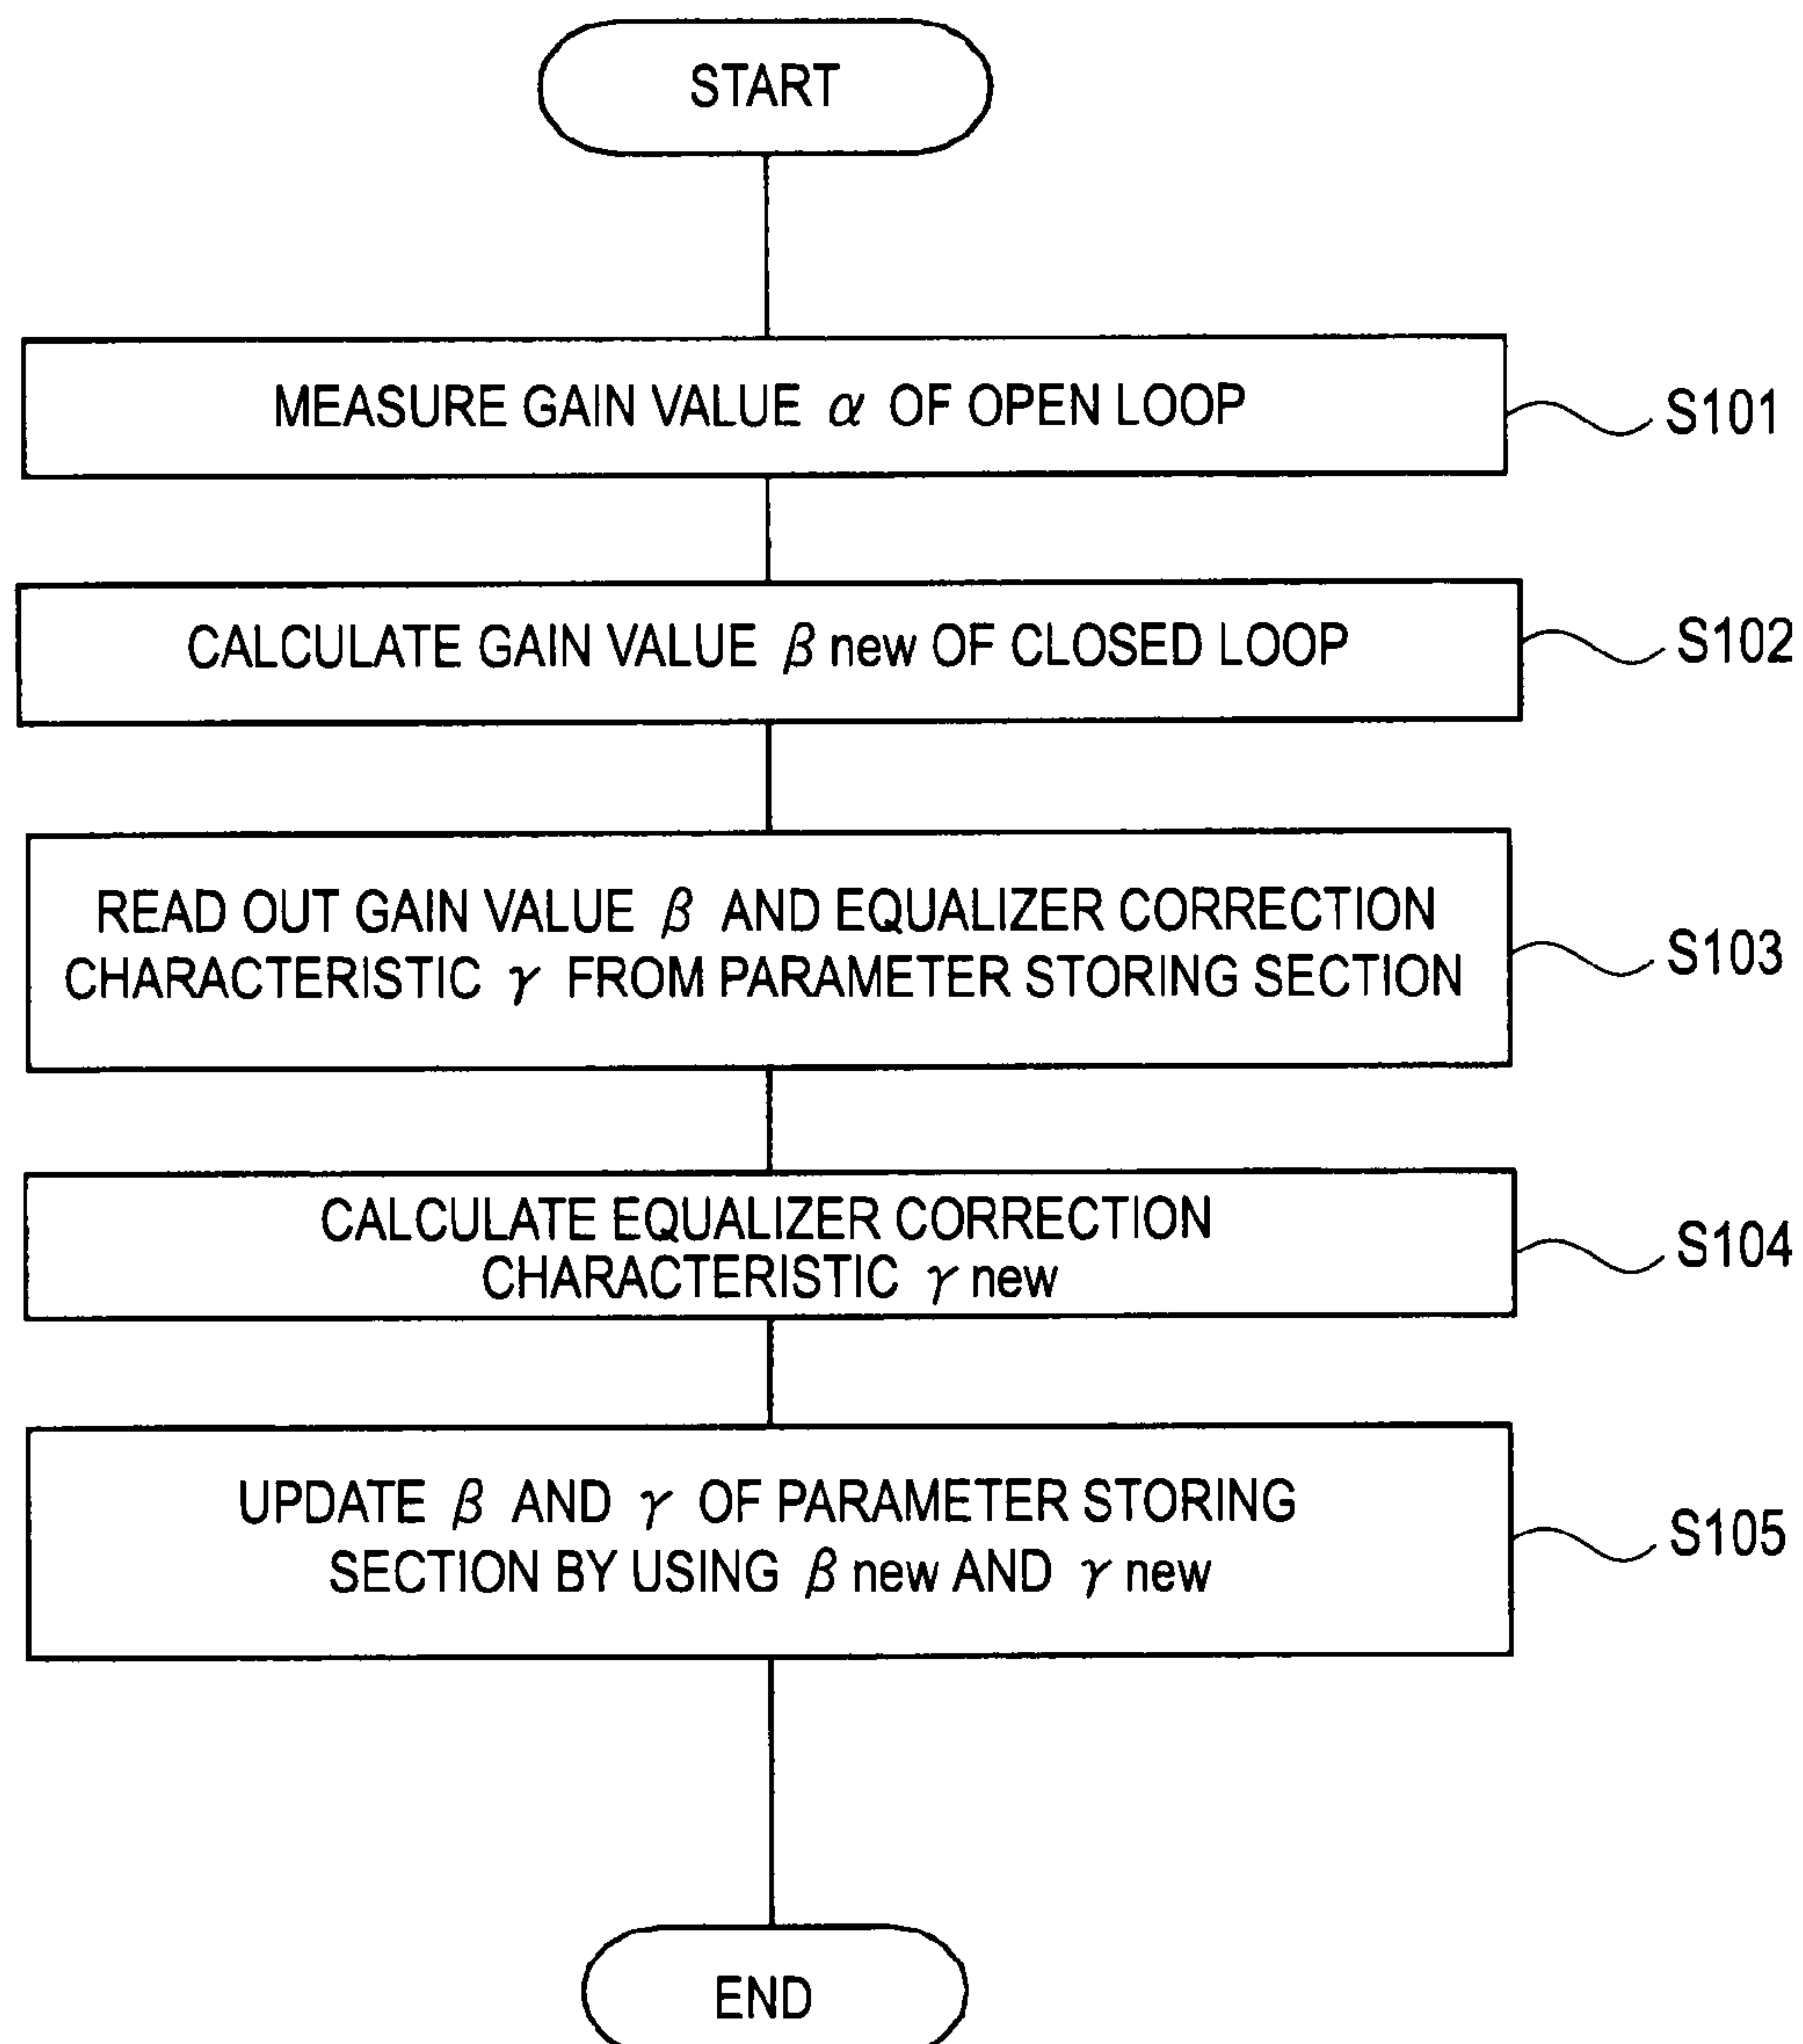 START
MEASURE GAIN VALUE α OF OPEN LOOP
S101
CALCULATE GAIN VALUE β new OF CLOSED LOOP
S102
READ OUT GAIN VALUE β AND EQUALIZER CORRECTION
CHARACTERISTIC γ FROM PARAMETER STORING SECTION
S103
CALCULATE EQUALIZER CORRECTION
CHARACTERISTIC γ new
S104
UPDATE β AND γ OF PARAMETER STORING
SECTION BY USING β new AND γ new
S105
END